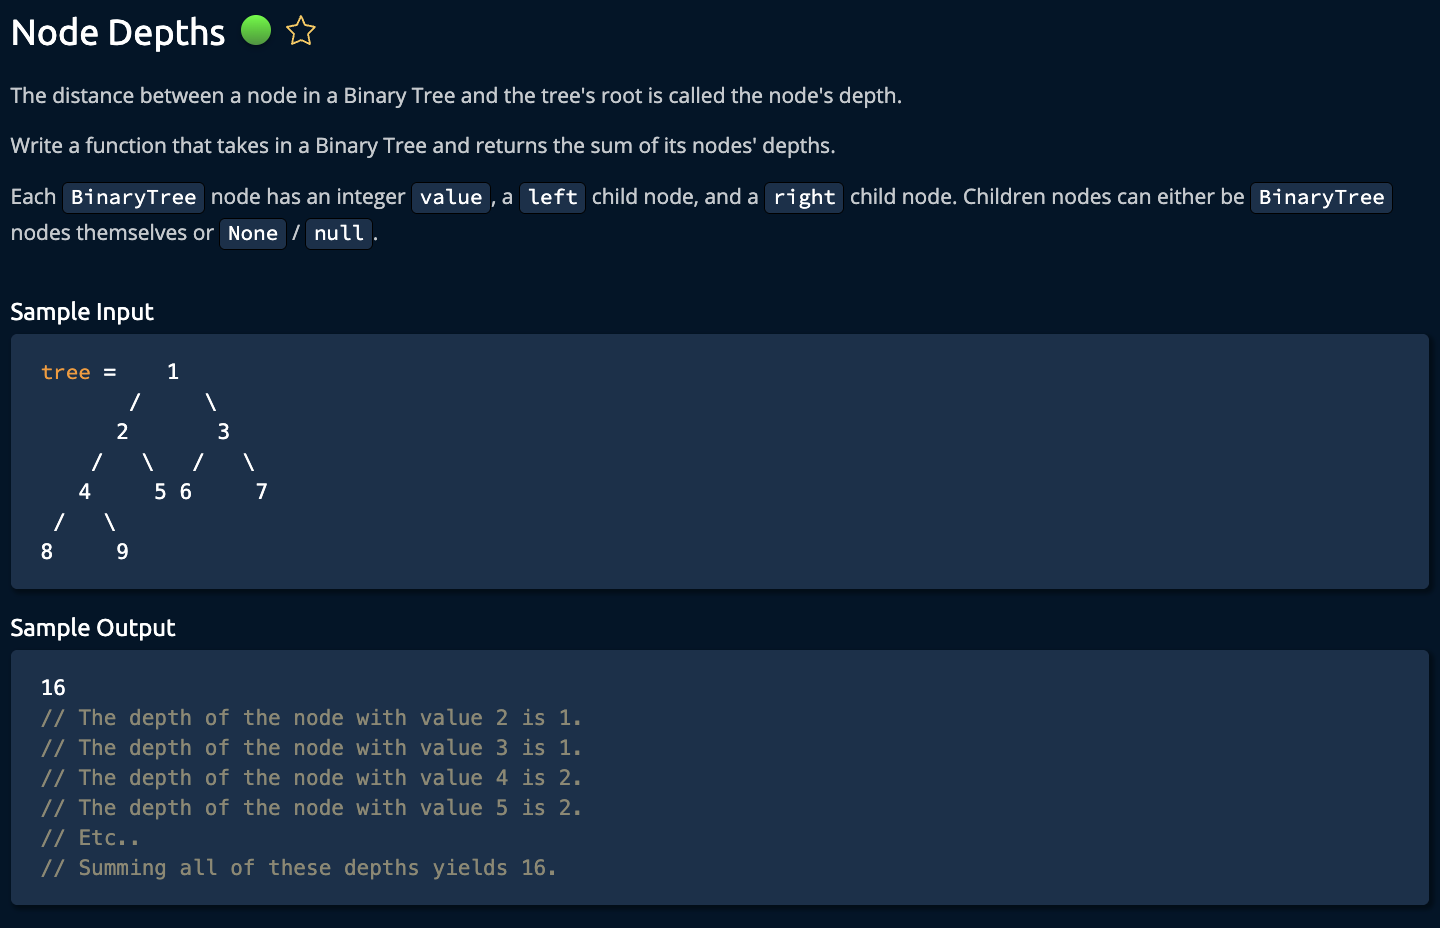 Node Depths
The distance between a node in a Binary Tree and the tree's root is called the node's depth.
Write a function that takes in a Binary Tree and returns the sum of its nodes' depths.
Each BinaryTree node has an integer value, a left child node, and a right child node. Children nodes can either be BinaryTree
nodes themselves or None / null.
Sample Input
tree =    1
       /     \
      2       3
    /   \   /   \
   4     5 6     7
 /   \
8     9
Sample Output
16
// The depth of the node with value 2 is 1.
// The depth of the node with value 3 is 1.
// The depth of the node with value 4 is 2.
// The depth of the node with value 5 is 2.
// Etc..
// Summing all of these depths yields 16.